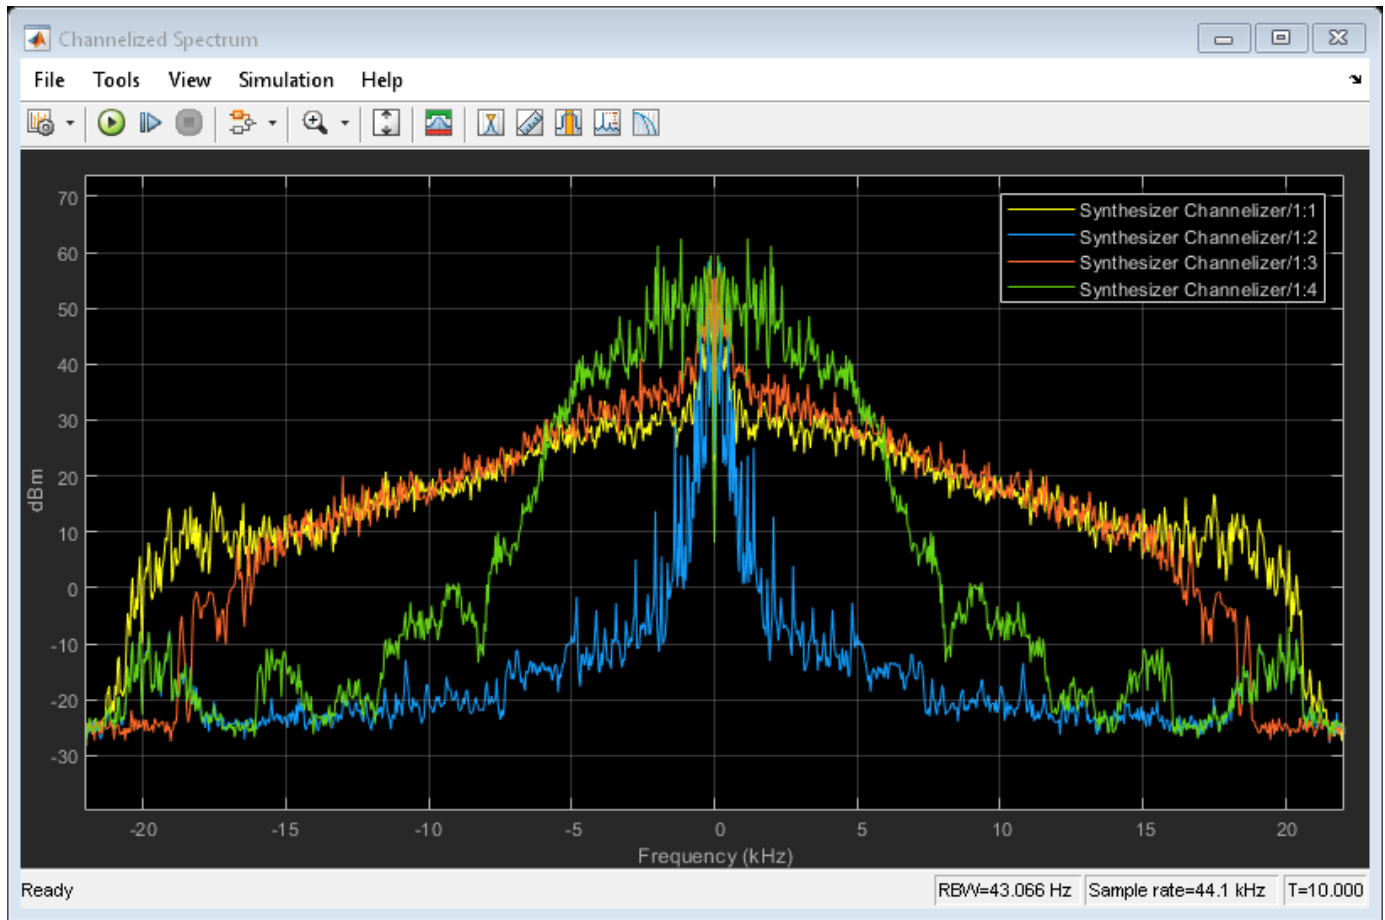 Channelized Spectrum
File Tools View Simulation Help
70
60
50
40
30
20
10
0
-10
-20
-30
dBm
Synthesizer Channelizer/1:1
Synthesizer Channelizer/1:2
Synthesizer Channelizer/1:3
Synthesizer Channelizer/1:4
-20 -15 -10 -5 0 5 10 15 20
Frequency (kHz)
Ready RBW=43.066 Hz Sample rate=44.1 kHz T=10.000